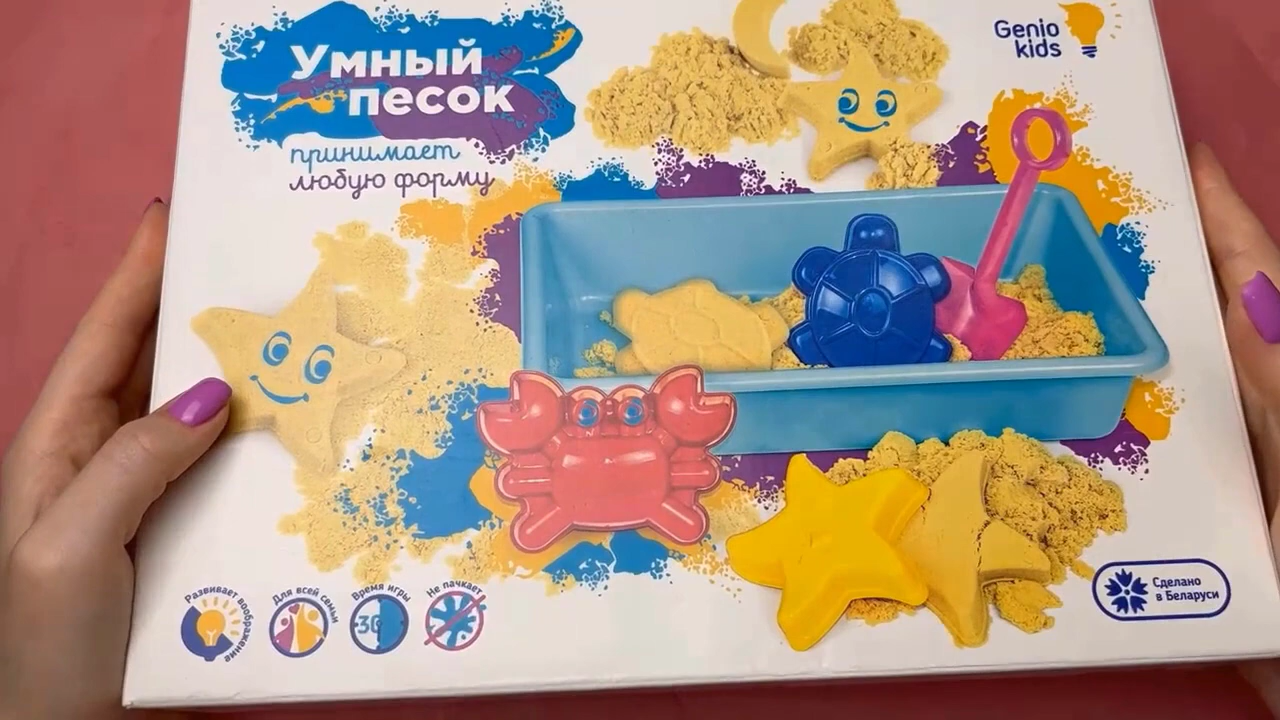 Умный
песок
принимает
любую форму
Genio
kids
Развивает воображение
Для всей семьи
Время игры
30
Не пачкает
Сделано
в Беларуси